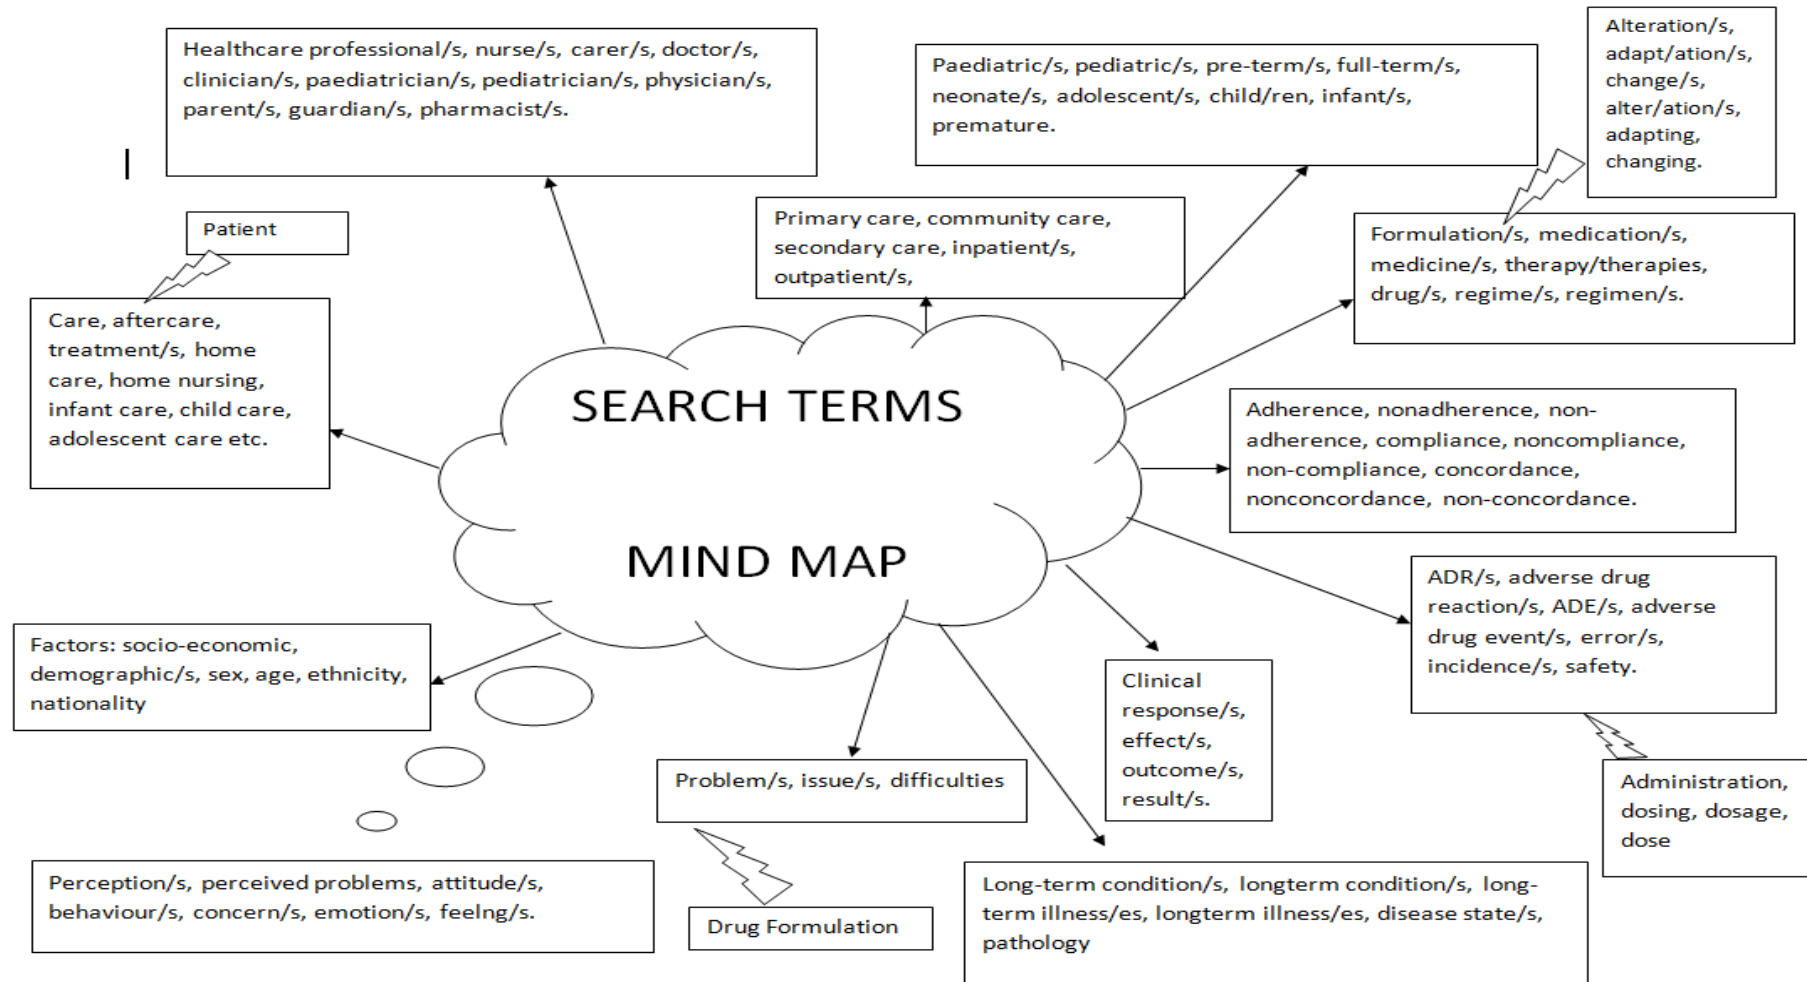 Healthcare professional/s, nurse/s, carer/s, doctor/s,
clinician/s, paediatrician/s, pediatrician/s, physician/s,
parent/s, guardian/s, pharmacist/s.
Paediatric/s, pediatric/s, pre-term/s, full-term/s,
neonate/s, adolescent/s, child/ren, infant/s,
premature.
Alteration/s,
adapt/ation/s,
change/s,
alter/ation/s,
adapting,
changing.
Patient
Primary care, community care,
secondary care, inpatient/s,
outpatient/s,
Formulation/s, medication/s,
medicine/s, therapy/therapies,
drug/s, regime/s, regimen/s.
Care, aftercare,
treatment/s, home
care, home nursing,
infant care, child care,
adolescent care etc.
SEARCH TERMS
MIND MAP
Adherence, nonadherence, non-
adherence, compliance, noncompliance,
non-compliance, concordance,
nonconcordance, non-concordance.
ADR/s, adverse drug
reaction/s, ADE/s, adverse
drug event/s, error/s,
incidence/s, safety.
Factors: socio-economic,
demographic/s, sex, age, ethnicity,
nationality
Clinical
response/s,
effect/s,
outcome/s,
result/s.
Problem/s, issue/s, difficulties
Administration,
dosing, dosage,
dose
Perception/s, perceived problems, attitude/s,
behaviour/s, concern/s, emotion/s, feelng/s.
Drug Formulation
Long-term condition/s, longterm condition/s, long-
term illness/es, longterm illness/es, disease state/s,
pathology